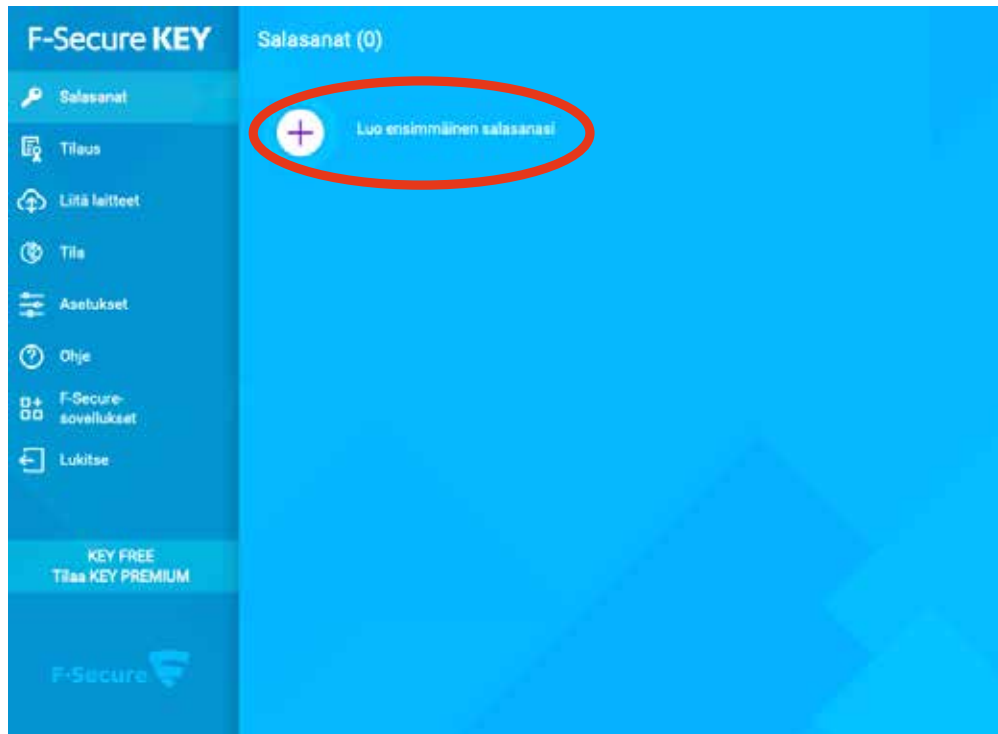 F-Secure KEY
Salasanat (0)
Salasanat
Luo ensimmäinen salasanasi
Tilaus
Liitä laitteet
Tila
Asetukset
Ohje
F-Secure-
sovellukset
Lukitse
KEY FREE
Tilaa KEY PREMIUM
F-Secure